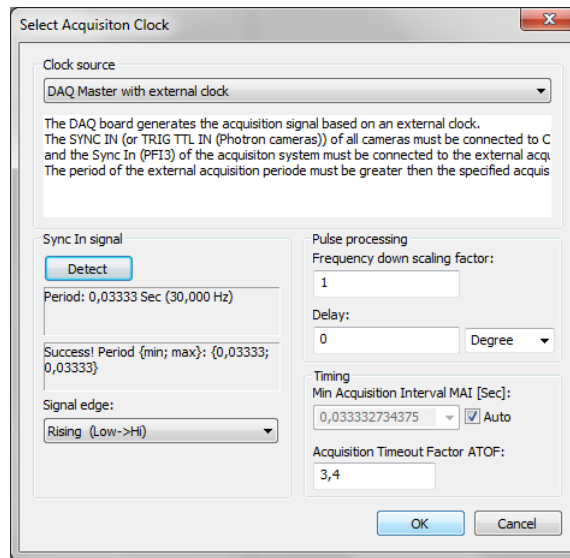 Select Acquisiton Clock
Clock source
DAQ Master with external clock
The DAQ board generates the acquisition signal based on an external clock.
The SYNC IN (or TRIG TTL IN (Photron cameras)) of all cameras must be connected to C
and the Sync In (PFI3) of the acquisiton system must be connected to the external acqu
The period of the external acquisition periode must be greater then the specified acquis
Sync In signal
Detect
Period: 0,03333 Sec (30,000 Hz)
Success! Period {min; max}: {0,03333;
0,03333}
Signal edge:
Rising (Low->Hi)
Pulse processing
Frequency down scaling factor:
1
Delay:
0 Degree
Timing
Min Acquisition Interval MAI [Sec]:
0,033332734375 Auto
Acquisition Timeout Factor ATOF:
3,4
OK Cancel